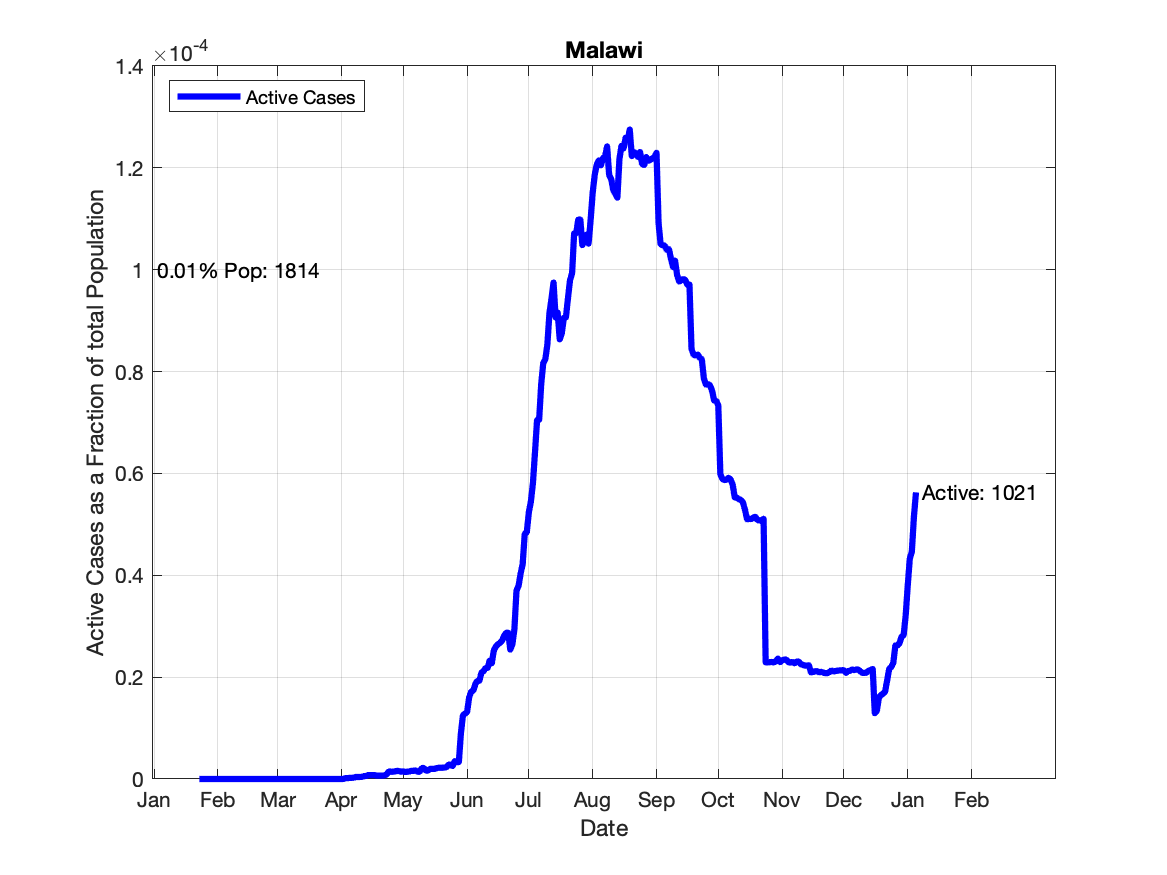 Malawi
×10-4
1.4
1.2
1
0.8
0.6
0.4
0.2
0
Active Cases
0.01% Pop: 1814
Active: 1021
Active Cases as a Fraction of total Population
Jan Feb Mar Apr May Jun Jul Aug Sep Oct Nov Dec Jan Feb
Date